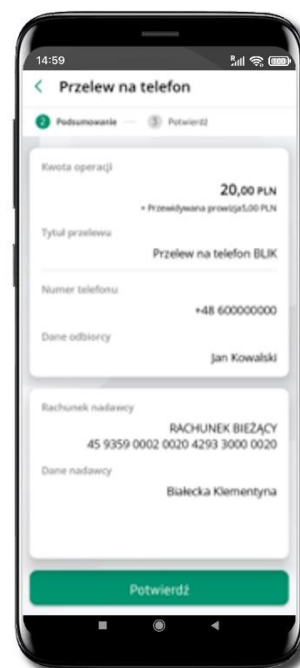 14:59
Przelew na telefon
2 Podsumowanie 3 Potwierdź
Kwota operacji
20,00 PLN
+ Przewidywana prowizja5,00 PLN
Tytuł przelewu
Przelew na telefon BLIK
Numer telefonu
+48 600000000
Dane odbiorcy
Jan Kowalski
Rachunek nadawcy
RACHUNEK BIEŻĄCY
45 9359 0002 0020 4293 3000 0020
Dane nadawcy
Białecka Klementyna
Potwierdź